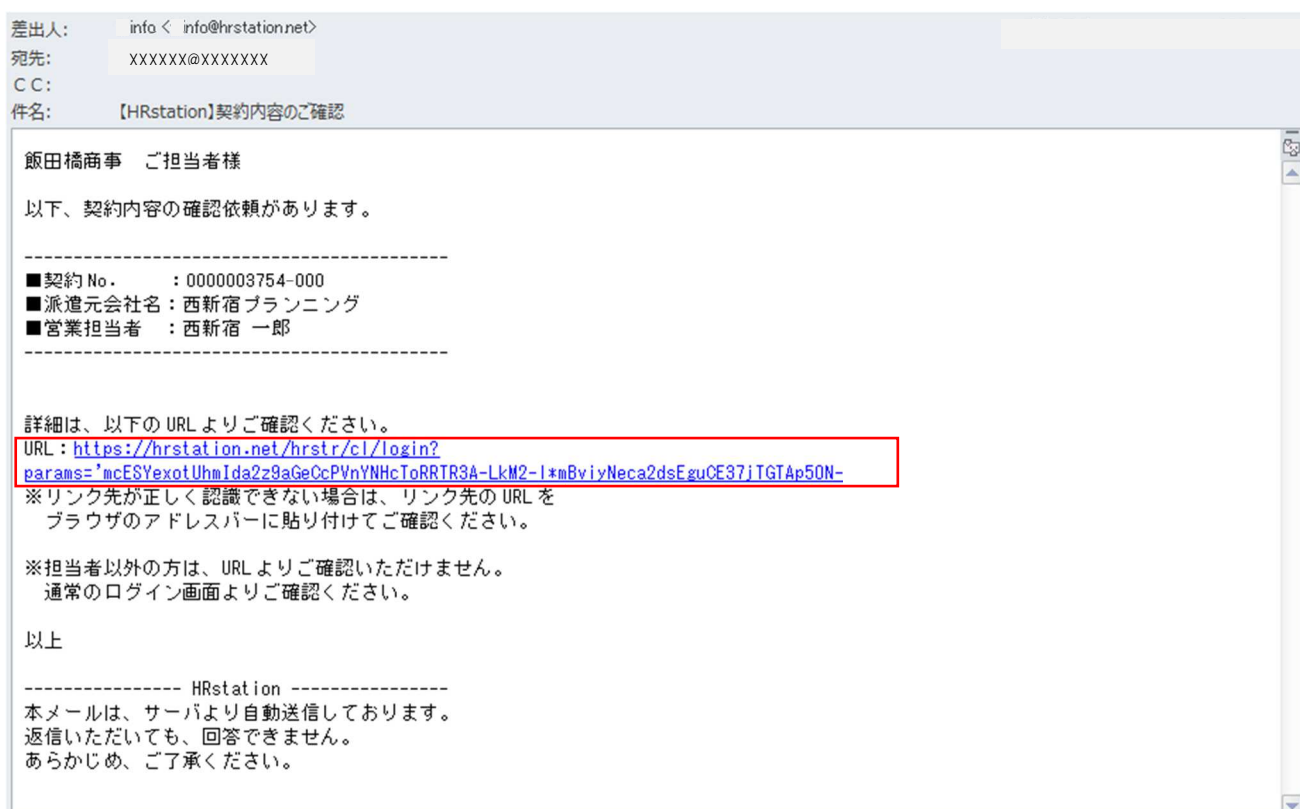 差出人: info < info@hrstation.net>
宛先: XXXXXX@XXXXXXX
CC:
件名: 【HRstation】契約内容のご確認
飯田橋商事　ご担当者様
以下、契約内容の確認依頼があります。
-------------------------------------------
■契約No.　　：0000003754-000
■派遣元会社名：西新宿プランニング
■営業担当者　：西新宿 一郎
-------------------------------------------
詳細は、以下のURLよりご確認ください。
URL：https://hrstation.net/hrstr/cl/login?
params='mcESYexotUhmIda2z9aGeCcPVnYNHcToRRTR3A-LkM2-l*mBviyNeca2dsEguCE37jTGTAp5ON-
※リンク先が正しく認識できない場合は、リンク先のURLを
ブラウザのアドレスバーに貼り付けてご確認ください。
※担当者以外の方は、URLよりご確認いただけません。
通常のログイン画面よりご確認ください。
以上
---------------- HRstation ----------------
本メールは、サーバより自動送信しております。
返信いただいても、回答できません。
あらかじめ、ご了承ください。